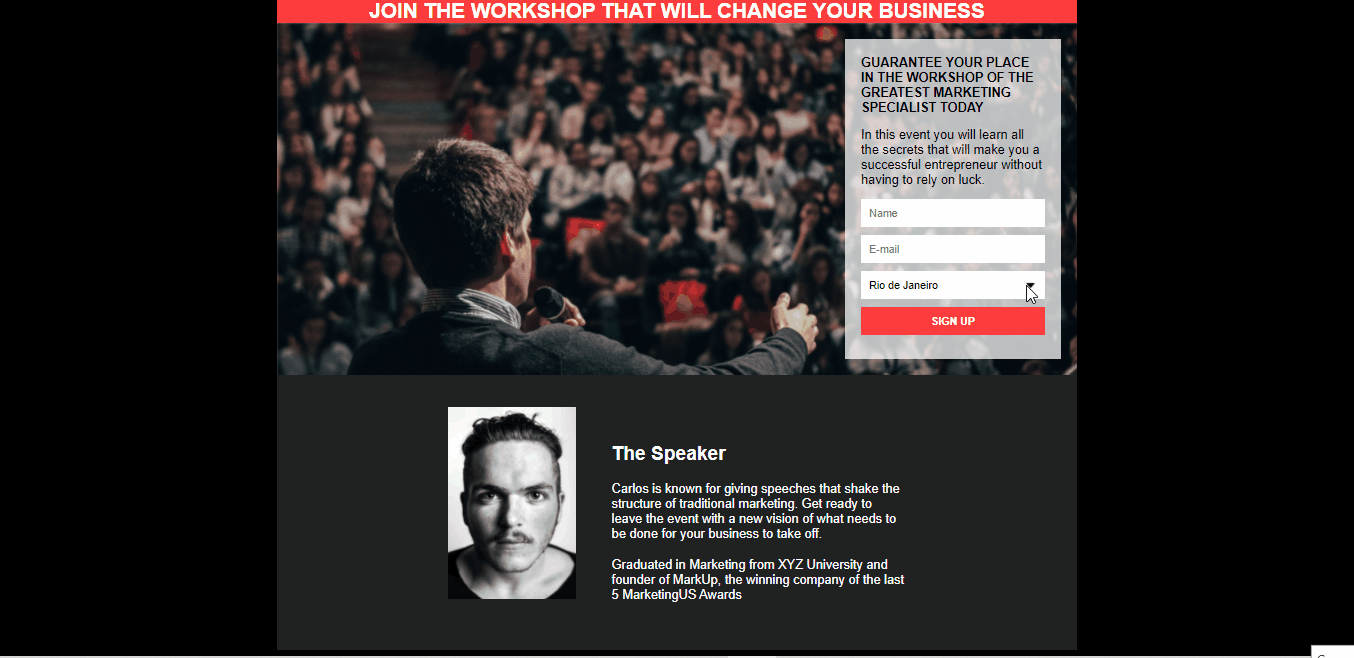 JOIN THE WORKSHOP THAT WILL CHANGE YOUR BUSINESS
GUARANTEE YOUR PLACE
IN THE WORKSHOP OF THE
GREATEST MARKETING
SPECIALIST TODAY
In this event you will learn all
the secrets that will make you a
successful entrepreneur without
having to rely on luck.
Name
E-mail
Rio de Janeiro
SIGN UP
The Speaker
Carlos is known for giving speeches that shake the
structure of traditional marketing. Get ready to
leave the event with a new vision of what needs to
be done for your business to take off.
Graduated in Marketing from XYZ University and
founder of MarkUp, the winning company of the last
5 MarketingUS Awards